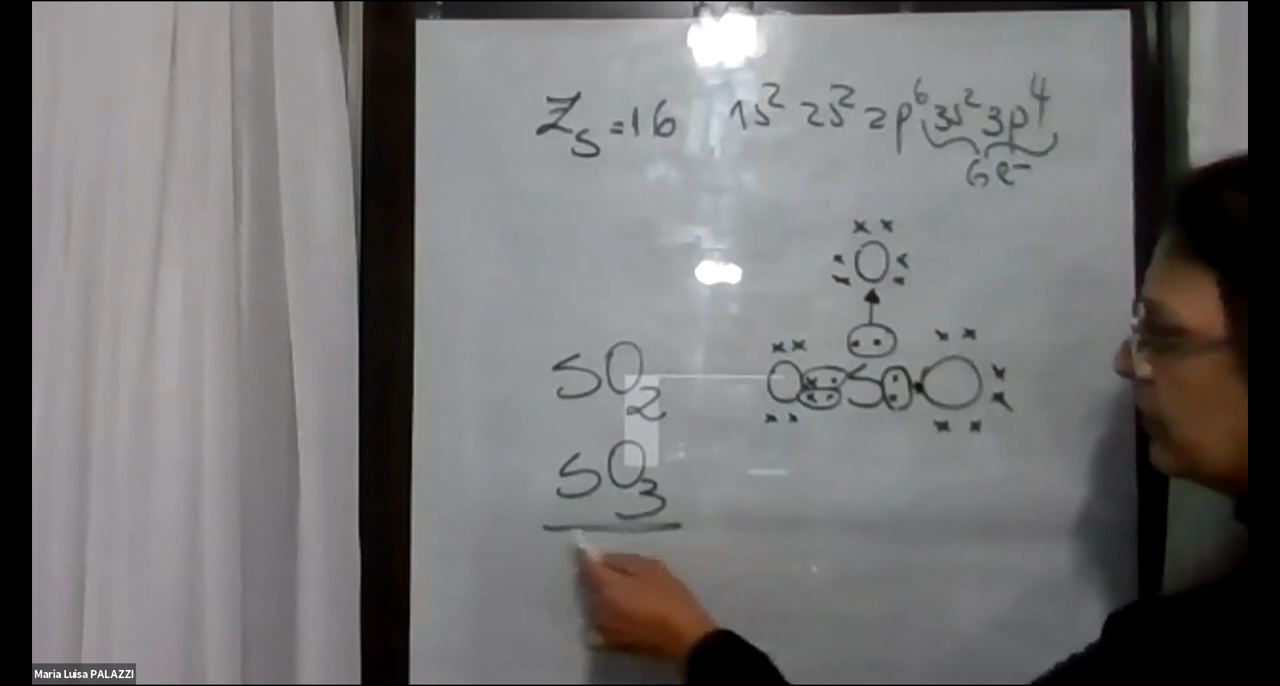 Zs=16 1s² 2s² 2p⁶ 3s² 3p⁴
6e⁻
O
SO₂ O S O
SO₃
Maria Luisa PALAZZI